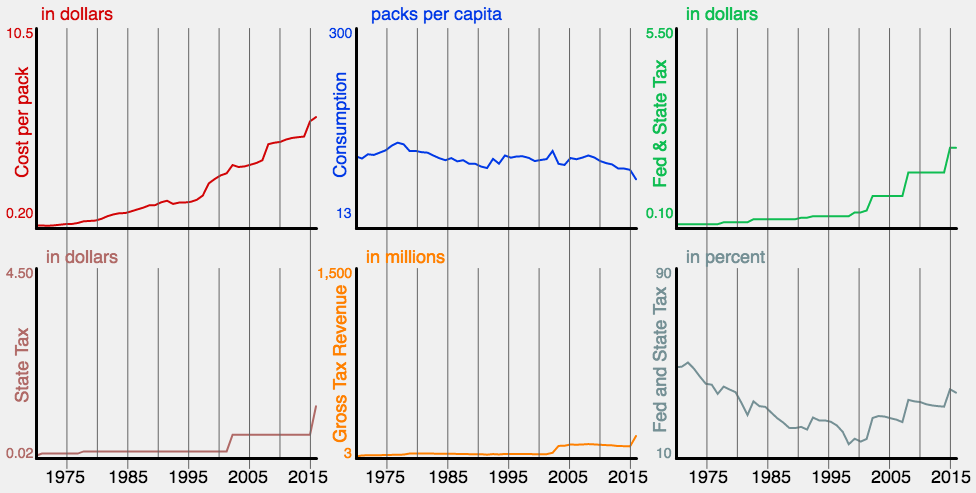 in dollars
10.5
Cost per pack
0.20
packs per capita
300
Consumption
13
in dollars
5.50
Fed & State Tax
0.10
in dollars
4.50
State Tax
0.02
1975 1985 1995 2005 2015
in millions
1,500
Gross Tax Revenue
3
1975 1985 1995 2005 2015
in percent
90
Fed and State Tax
10
1975 1985 1995 2005 2015